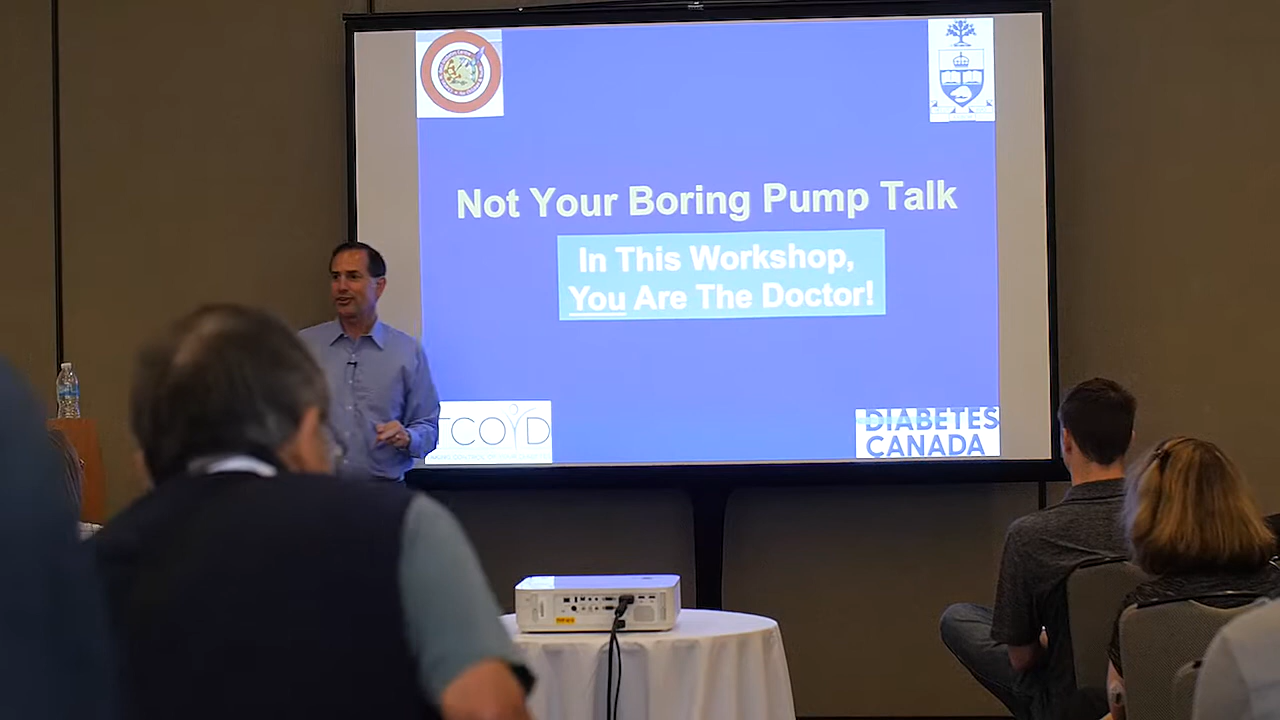 Not Your Boring Pump Talk
In This Workshop,
You Are The Doctor!
TCOYD
DIABETES
CANADA